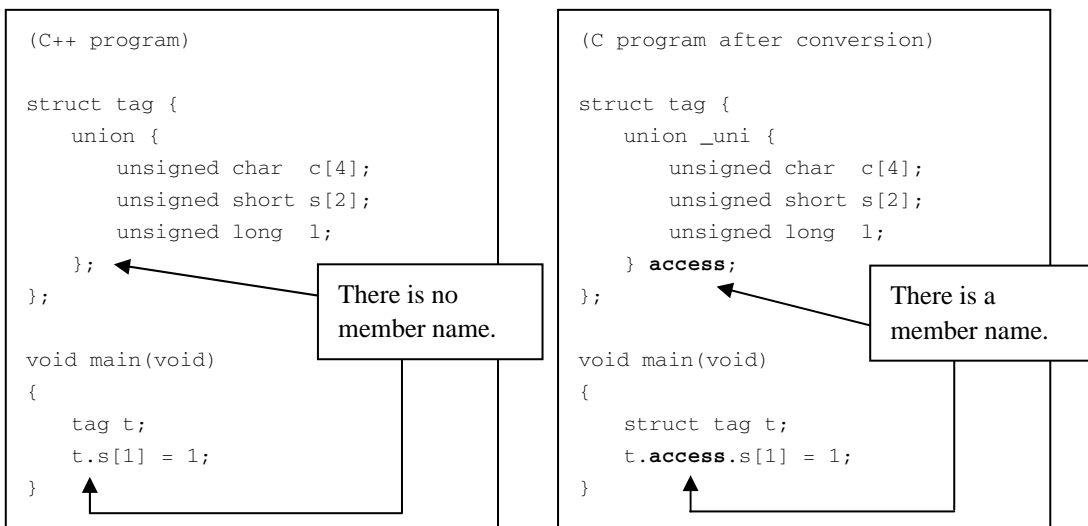 (C++ program)
struct tag {
union {
unsigned char c[4];
unsigned short s[2];
unsigned long l;
};
};
void main(void)
{
tag t;
t.s[1] = 1;
}
There is no
member name.
(C program after conversion)
struct tag {
union _uni {
unsigned char c[4];
unsigned short s[2];
unsigned long l;
} access;
};
void main(void)
{
struct tag t;
t.access.s[1] = 1;
}
There is a
member name.